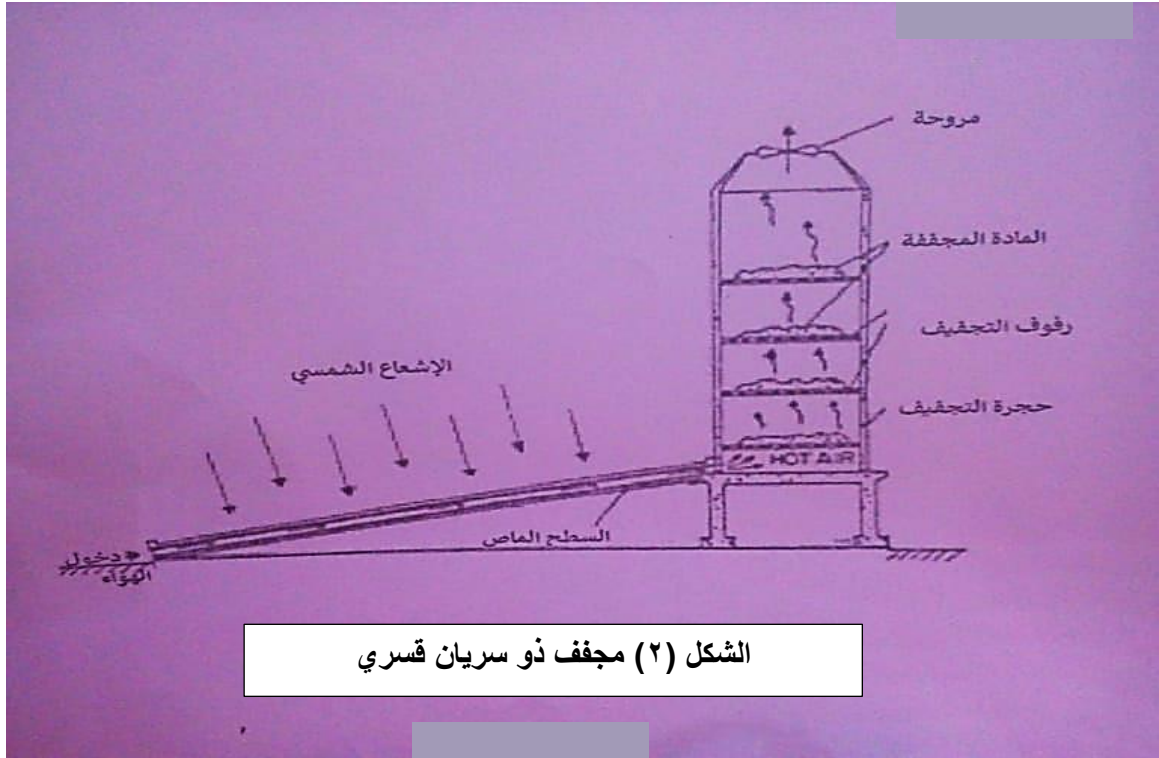 مروحة
المادة المجففة
رفوف التجفيف
حجرة التجفيف
الإشعاع الشمسي
HOT AIR
السطح الماص
دخول
الهواء
الشكل (٢) مجفف ذو سريان قسري